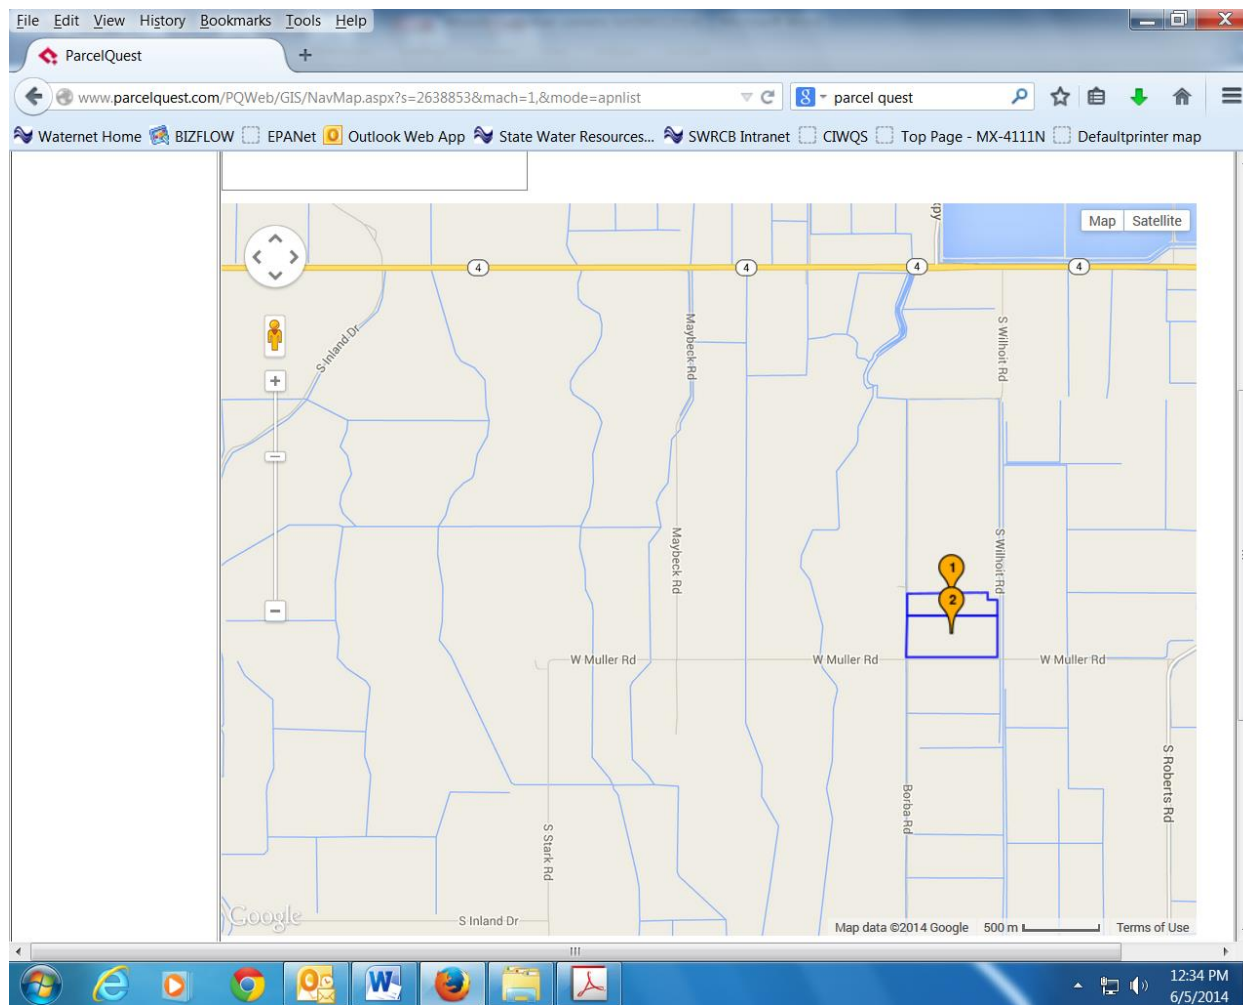 File Edit View History Bookmarks Tools Help
ParcelQuest
www.parcelquest.com/PQWeb/GIS/NavMap.aspx?s=2638853&mach=1,&mode=apnlist
8 parcel quest
Waternet Home BIZFLOW EPANet Outlook Web App State Water Resources... SWRCB Intranet CIWQS Top Page - MX-4111N Defaultprinter map
Map Satellite
4 4 4 4
S Inland Dr
Maybeck Rd
S Wilhoit Rd
Maybeck Rd
S Wilhoit Rd
1
2
W Muller Rd W Muller Rd W Muller Rd
S Roberts Rd
Borba Rd
S Stark Rd
Google
S Inland Dr
Map data ©2014 Google 500 m Terms of Use
12:34 PM
6/5/2014